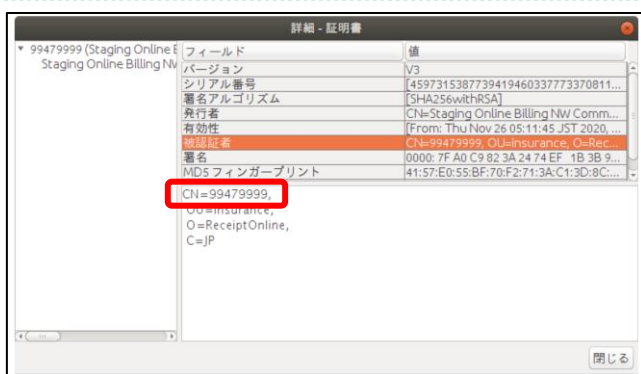 詳細 - 証明書
▼ 99479999 (Staging Online E
Staging Online Billing NW
フィールド 値
バージョン V3
シリアル番号 [459731538773941946033777337081 1...
署名アルゴリズム [SHA256withRSA]
発行者 CN=Staging Online Billing NW Comm...
有効性 [From: Thu Nov 26 05:11:45 JST 2020, ...
被認証者 CN=99479999, OU=insurance, O=Rec...
署名 0000: 7F A0 C9 82 3A 24 74 EF 1B 3B 9...
MD5 フィンガープリント 41:57:E0:55:BF:70:F2:71:3A:C1:3D:8C:...
CN=99479999,
OU=insurance,
O=ReceiptOnline,
C=JP
閉じる